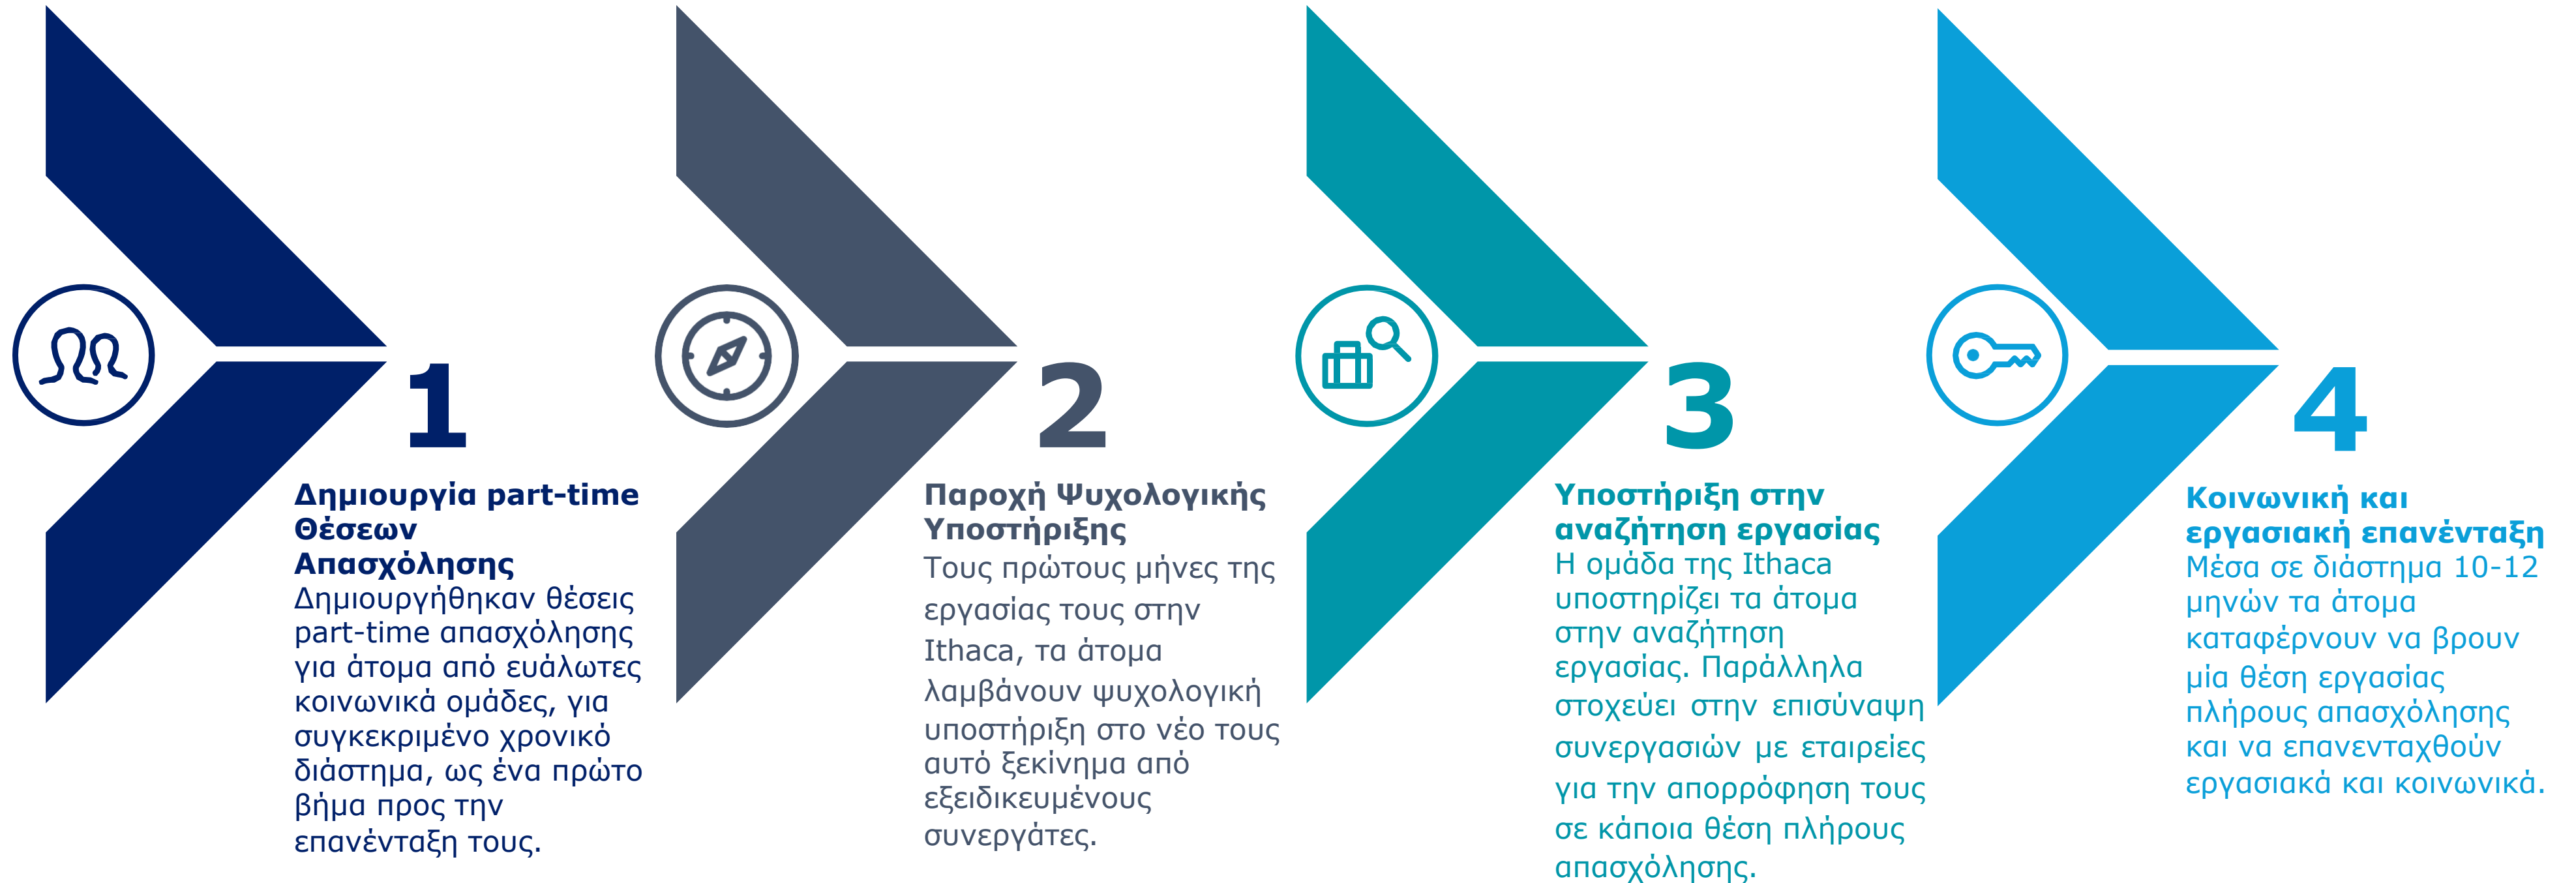 1
Δημιουργία part-time
Θέσεων
Απασχόλησης
Δημιουργήθηκαν θέσεις
part-time απασχόλησης
για άτομα από ευάλωτες
κοινωνικά ομάδες, για
συγκεκριμένο χρονικό
διάστημα, ως ένα πρώτο
βήμα προς την
επανένταξη τους.
2
Παροχή Ψυχολογικής
Υποστήριξης
Τους πρώτους μήνες της
εργασίας τους στην
Ithaca, τα άτομα
λαμβάνουν ψυχολογική
υποστήριξη στο νέο τους
αυτό ξεκίνημα από
εξειδικευμένους
συνεργάτες.
3
Υποστήριξη στην
αναζήτηση εργασίας
Η ομάδα της Ithaca
υποστηρίζει τα άτομα
στην αναζήτηση
εργασίας. Παράλληλα
στοχεύει στην επισύναψη
συνεργασιών με εταιρείες
για την απορρόφηση τους
σε κάποια θέση πλήρους
απασχόλησης.
4
Κοινωνική και
εργασιακή επανένταξη
Μέσα σε διάστημα 10-12
μηνών τα άτομα
καταφέρνουν να βρουν
μία θέση εργασίας
πλήρους απασχόλησης
και να επανενταχθούν
εργασιακά και κοινωνικά.